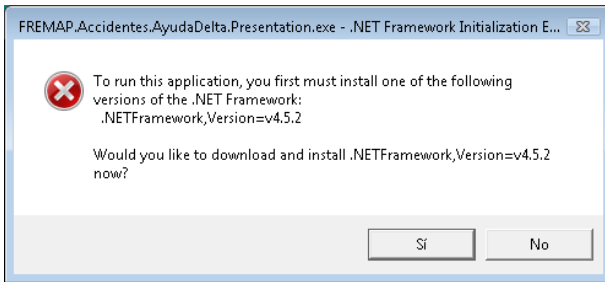 FREMAP.Accidentes.AyudaDelta.Presentation.exe - .NET Framework Initialization E...
To run this application, you first must install one of the following
versions of the .NET Framework:
.NETFramework,Version=v4.5.2
Would you like to download and install .NETFramework,Version=v4.5.2
now?
Sí
No